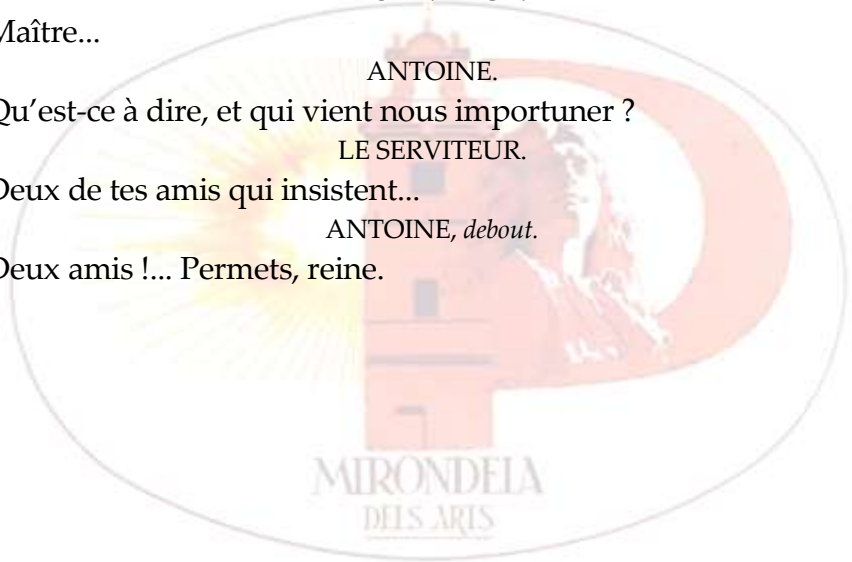 Maître...
ANTOINE.
Qu’est-ce à dire, et qui vient nous importuner ?
LE SERVITEUR.
Deux de tes amis qui insistent...
ANTOINE, debout.
Deux amis !... Permets, reine.
MIRONDELA
DELS ARTS